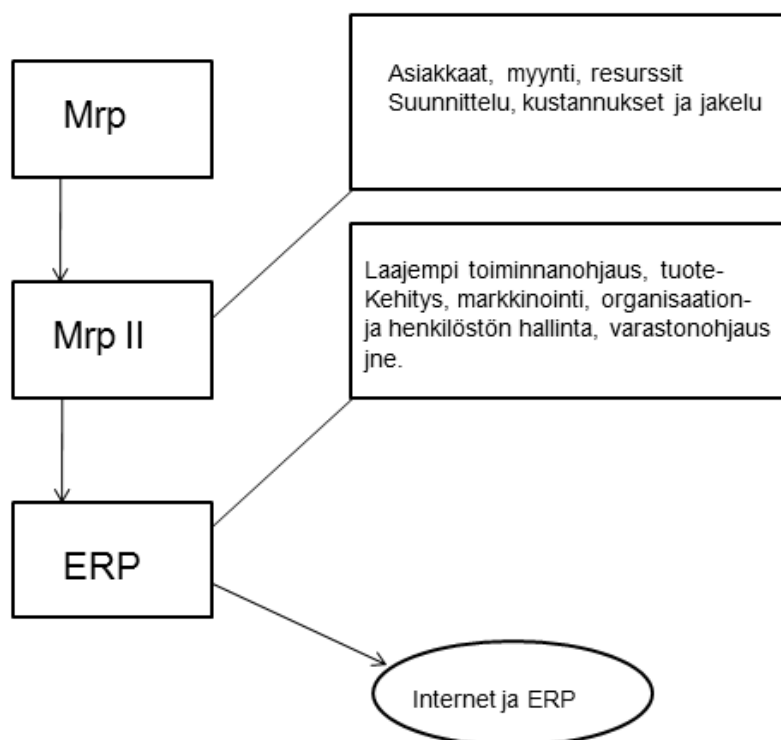 Mrp
Asiakkaat, myynti, resurssit
Suunnittelu, kustannukset ja jakelu
Mrp II
Laajempi toiminnanohjaus, tuote-
Kehitys, markkinointi, organisaation-
ja henkilöstön hallinta, varastonohjaus
jne.
ERP
Internet ja ERP